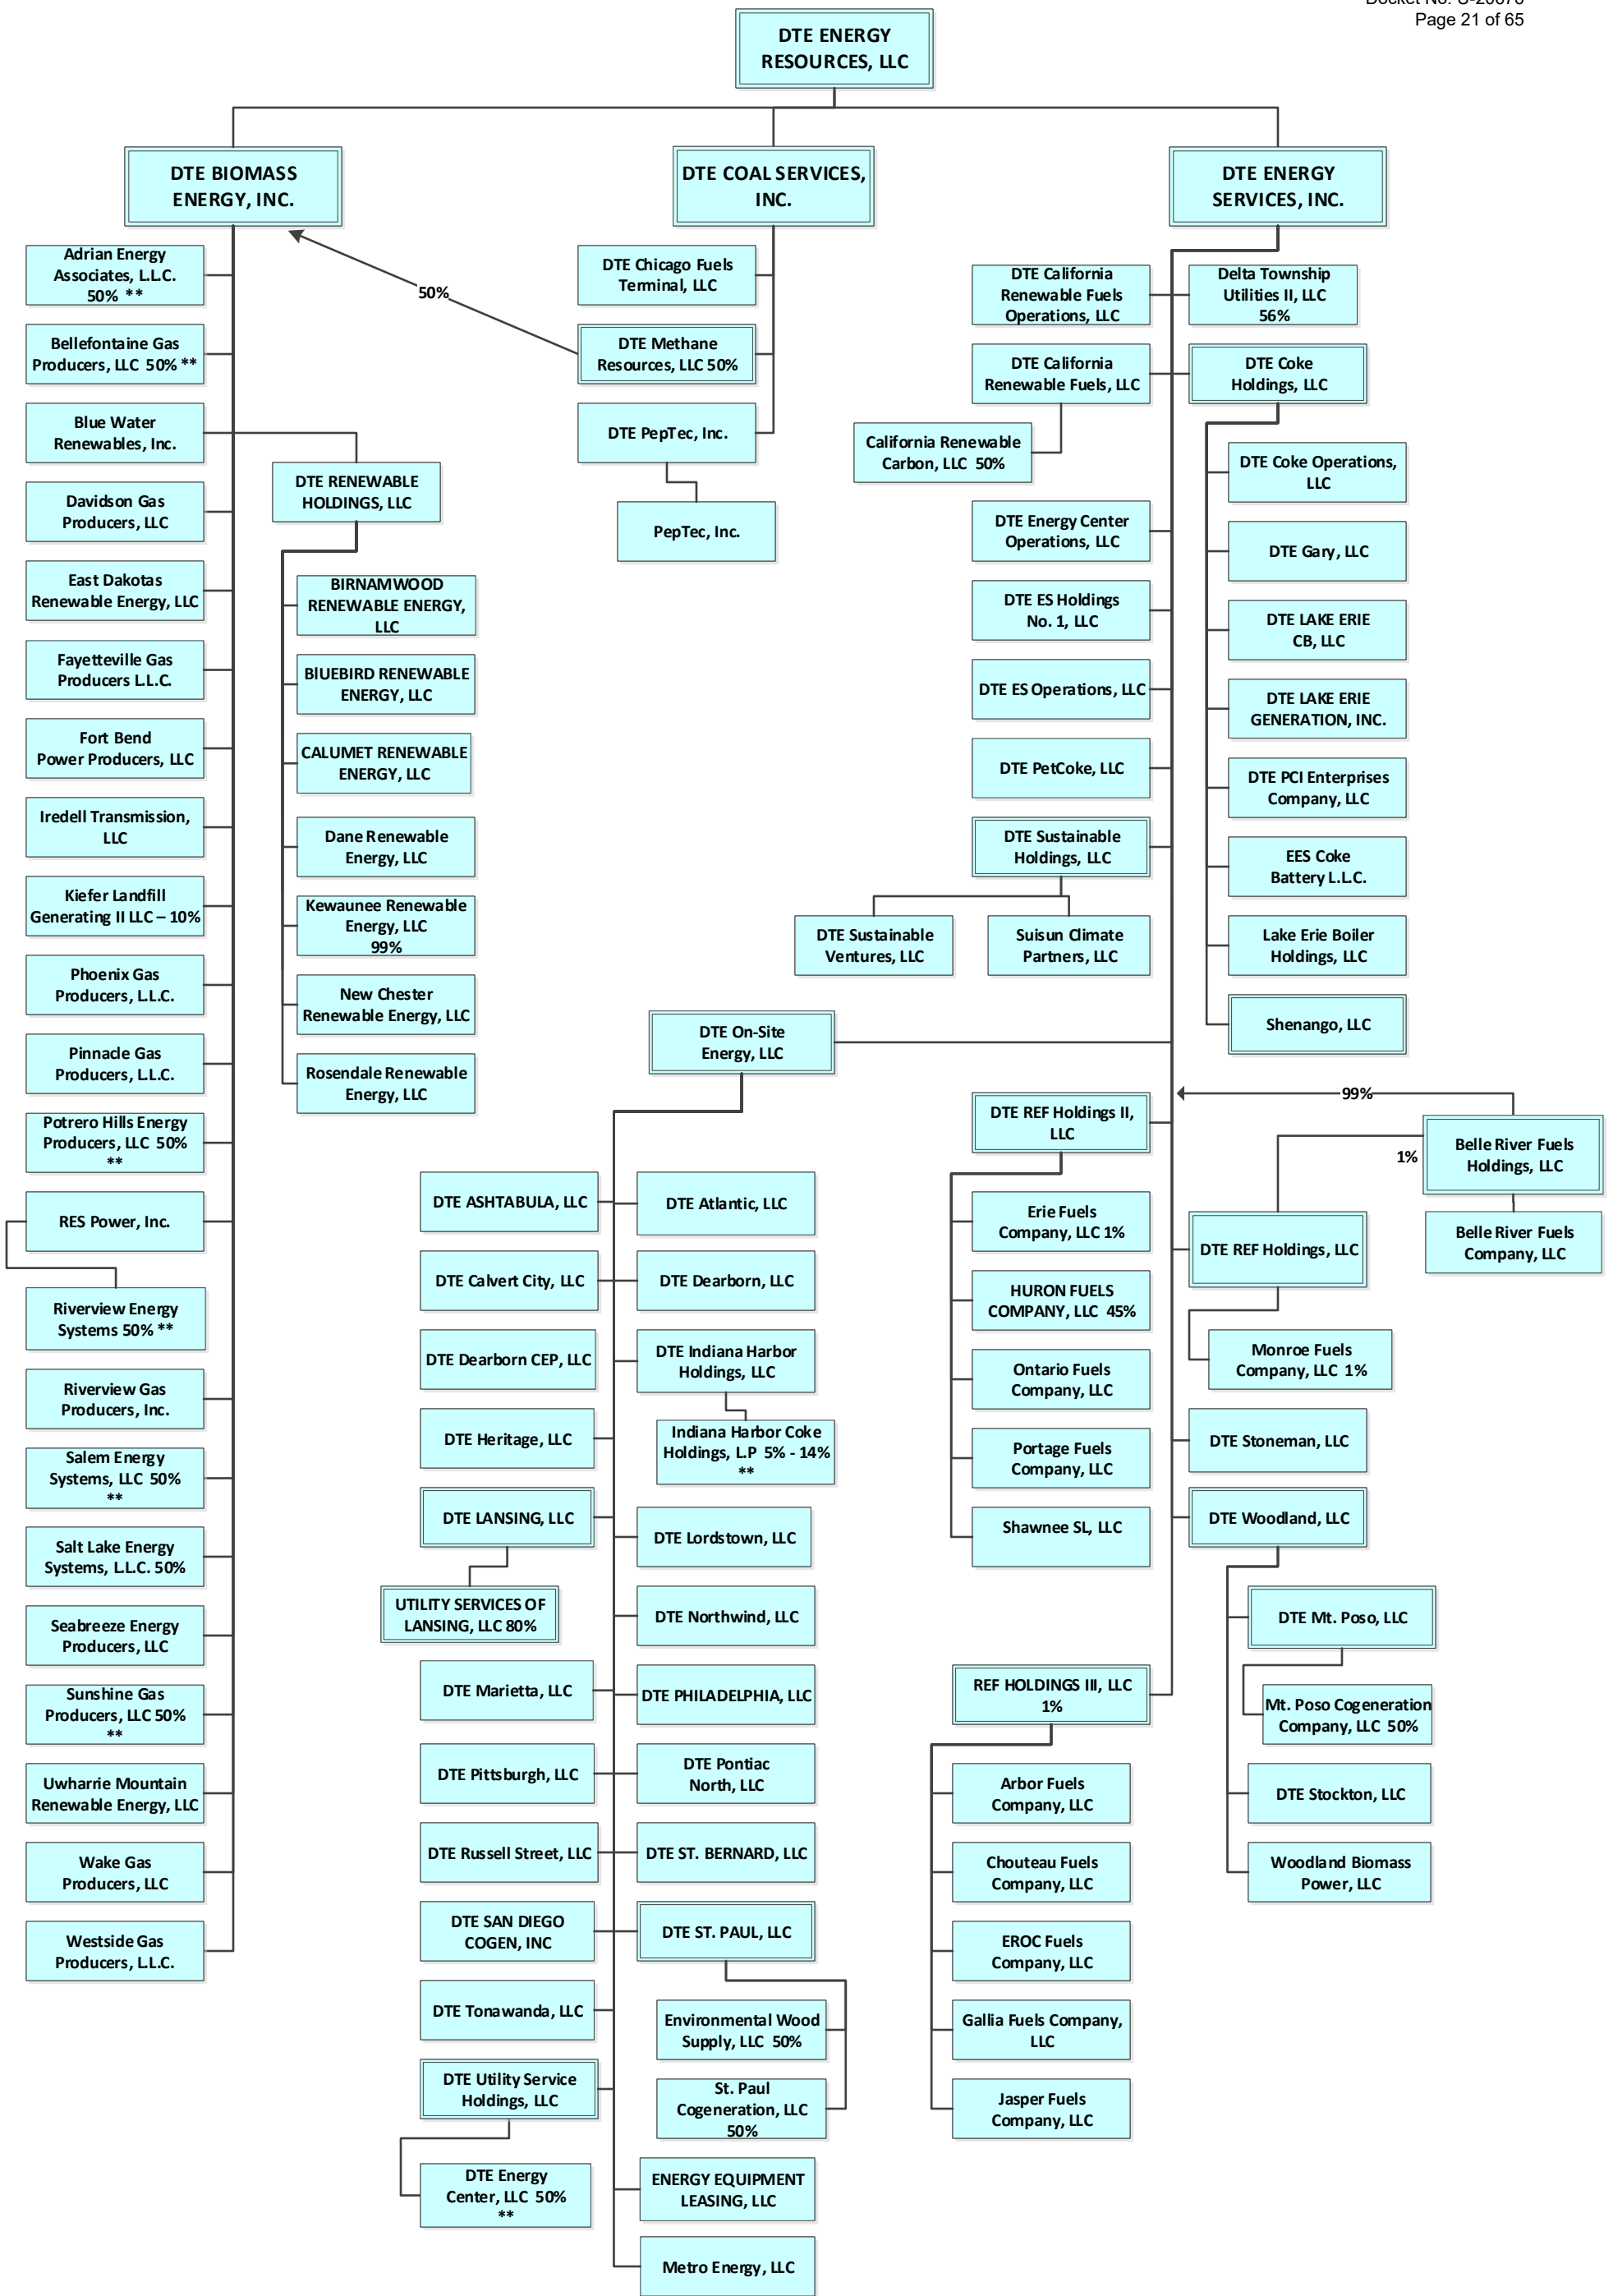 Page 21 of 65
DTE ENERGY
RESOURCES, LLC
DTE BIOMASS
ENERGY, INC.
DTE COAL SERVICES,
INC.
DTE ENERGY
SERVICES, INC.
Adrian Energy
Associates, L.L.C.
50% **
Bellefontaine Gas
Producers, LLC 50% **
Blue Water
Renewables, Inc.
Davidson Gas
Producers, LLC
East Dakotas
Renewable Energy, LLC
Fayetteville Gas
Producers L.L.C.
Fort Bend
Power Producers, LLC
Iredell Transmission,
LLC
Kiefer Landfill
Generating II LLC – 10%
Phoenix Gas
Producers, L.L.C.
Pinnacle Gas
Producers, L.L.C.
Potrero Hills Energy
Producers, LLC 50%
**
RES Power, Inc.
Riverview Energy
Systems 50% **
Riverview Gas
Producers, Inc.
Salem Energy
Systems, LLC 50%
**
Salt Lake Energy
Systems, L.L.C. 50%
Seabreeze Energy
Producers, LLC
Sunshine Gas
Producers, LLC 50%
**
Uwharrie Mountain
Renewable Energy, LLC
Wake Gas
Producers, LLC
Westside Gas
Producers, L.L.C.
DTE RENEWABLE
HOLDINGS, LLC
BIRNAMWOOD
RENEWABLE ENERGY,
LLC
BlUEBIRD RENEWABLE
ENERGY, LLC
CALUMET RENEWABLE
ENERGY, LLC
Dane Renewable
Energy, LLC
Kewaunee Renewable
Energy, LLC
99%
New Chester
Renewable Energy, LLC
Rosendale Renewable
Energy, LLC
50%
DTE Chicago Fuels
Terminal, LLC
DTE Methane
Resources, LLC 50%
DTE PepTec, Inc.
PepTec, Inc.
DTE California
Renewable Fuels
Operations, LLC
Delta Township
Utilities II, LLC
56%
DTE California
Renewable Fuels, LLC
DTE Coke
Holdings, LLC
California Renewable
Carbon, LLC 50%
DTE Coke Operations,
LLC
DTE Gary, LLC
DTE LAKE ERIE
CB, LLC
DTE LAKE ERIE
GENERATION, INC.
DTE PCI Enterprises
Company, LLC
EES Coke
Battery L.L.C.
Lake Erie Boiler
Holdings, LLC
Shenango, LLC
DTE Energy Center
Operations, LLC
DTE ES Holdings
No. 1, LLC
DTE ES Operations, LLC
DTE PetCoke, LLC
DTE Sustainable
Holdings, LLC
DTE Sustainable
Ventures, LLC
Suisun Climate
Partners, LLC
DTE On-Site
Energy, LLC
DTE ASHTABULA, LLC
DTE Atlantic, LLC
DTE Calvert City, LLC
DTE Dearborn, LLC
DTE Dearborn CEP, LLC
DTE Indiana Harbor
Holdings, LLC
Indiana Harbor Coke
Holdings, L.P 5% - 14%
**
DTE Heritage, LLC
DTE LANSING, LLC
DTE Lordstown, LLC
UTILITY SERVICES OF
LANSING, LLC 80%
DTE Northwind, LLC
DTE Marietta, LLC
DTE PHILADELPHIA, LLC
DTE Pittsburgh, LLC
DTE Pontiac
North, LLC
DTE Russell Street, LLC
DTE ST. BERNARD, LLC
DTE SAN DIEGO
COGEN, INC
DTE ST. PAUL, LLC
DTE Tonawanda, LLC
Environmental Wood
Supply, LLC 50%
DTE Utility Service
Holdings, LLC
St. Paul
Cogeneration, LLC
50%
DTE Energy
Center, LLC 50%
**
ENERGY EQUIPMENT
LEASING, LLC
Metro Energy, LLC
DTE REF Holdings II,
LLC
Erie Fuels
Company, LLC 1%
HURON FUELS
COMPANY, LLC 45%
Ontario Fuels
Company, LLC
Portage Fuels
Company, LLC
Shawnee SL, LLC
99%
1%
Belle River Fuels
Holdings, LLC
Belle River Fuels
Company, LLC
DTE REF Holdings, LLC
Monroe Fuels
Company, LLC 1%
DTE Stoneman, LLC
DTE Woodland, LLC
DTE Mt. Poso, LLC
Mt. Poso Cogeneration
Company, LLC 50%
DTE Stockton, LLC
Woodland Biomass
Power, LLC
REF HOLDINGS III, LLC
1%
Arbor Fuels
Company, LLC
Chouteau Fuels
Company, LLC
EROC Fuels
Company, LLC
Gallia Fuels Company,
LLC
Jasper Fuels
Company, LLC